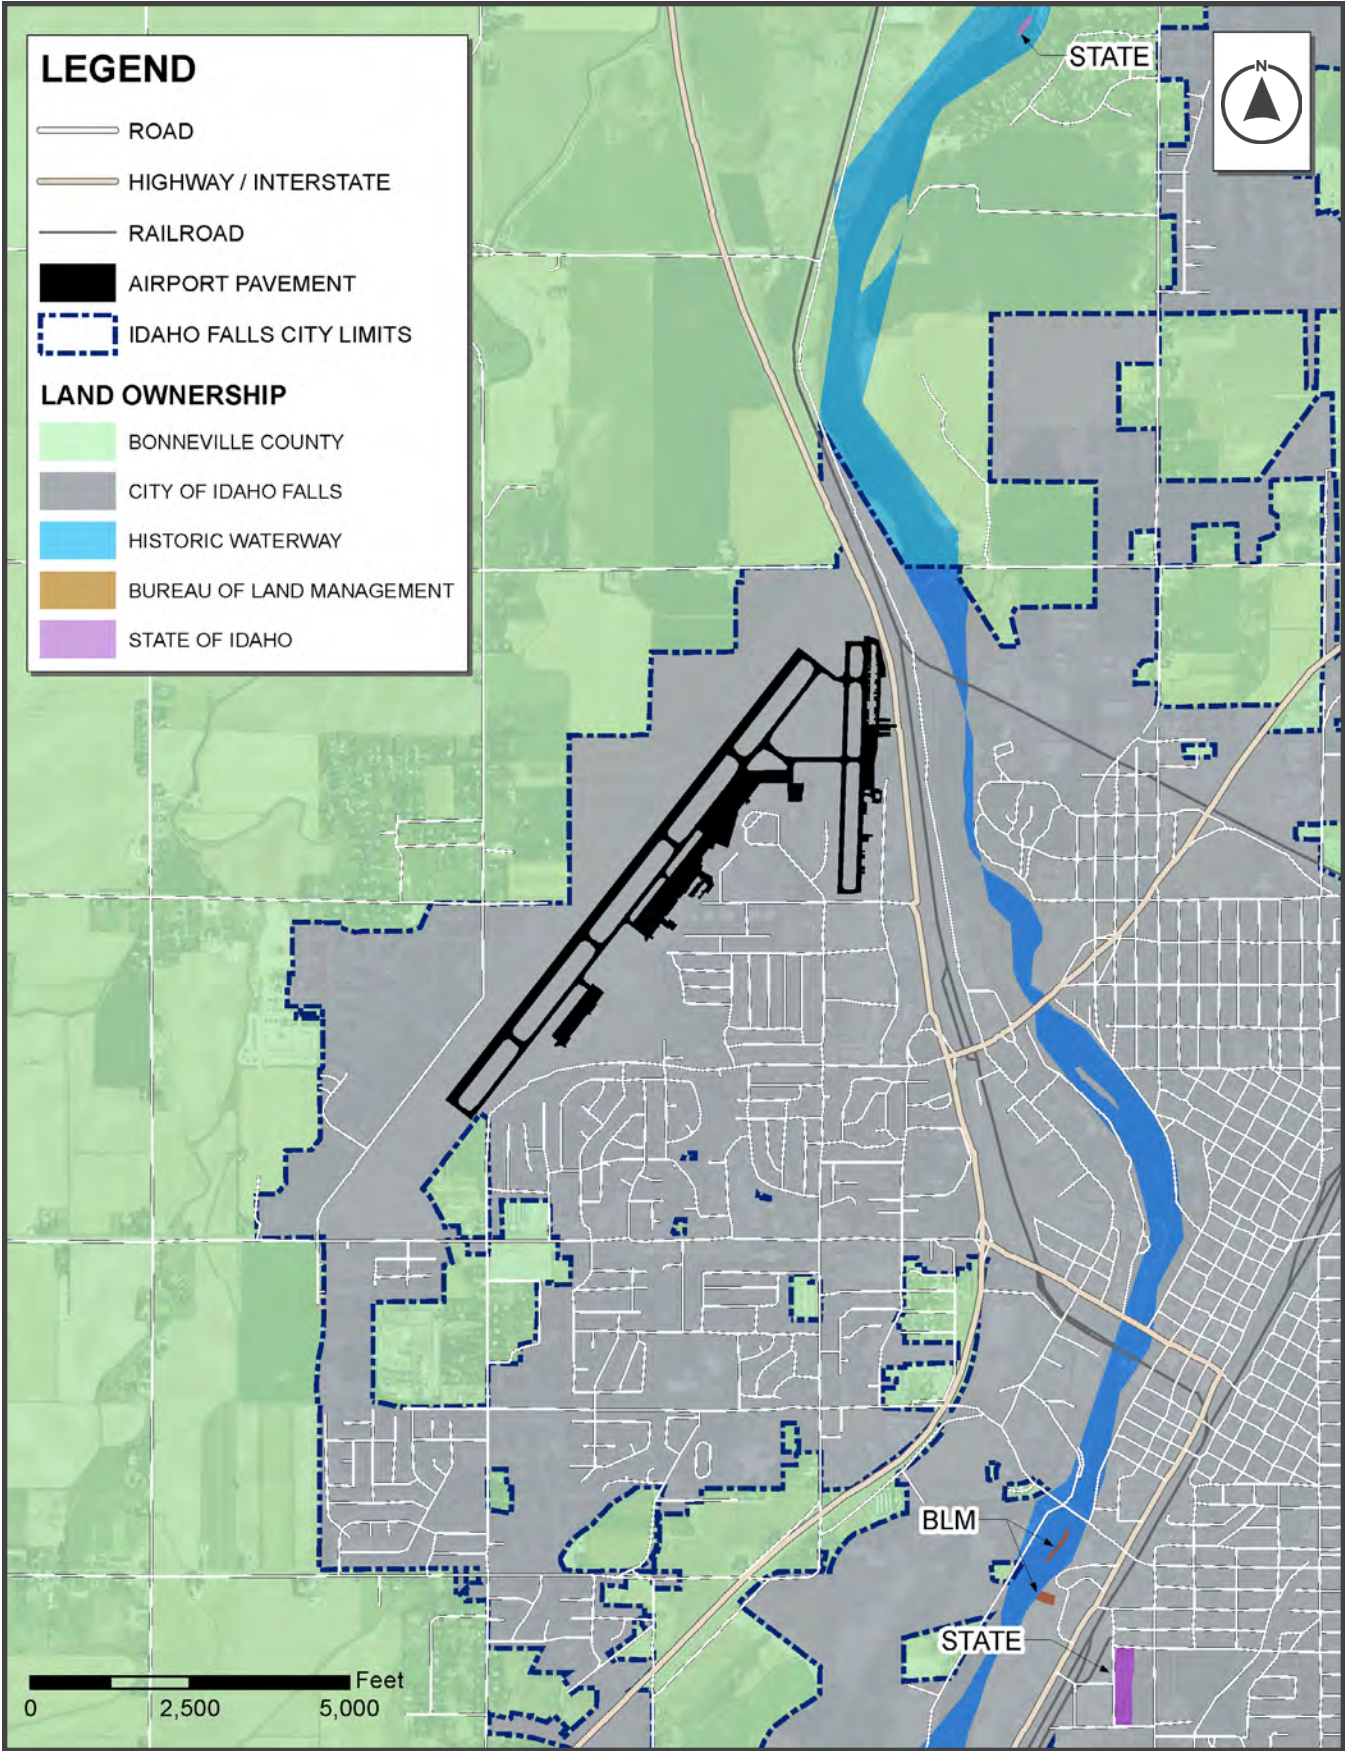 LEGEND
ROAD
HIGHWAY / INTERSTATE
RAILROAD
AIRPORT PAVEMENT
IDAHO FALLS CITY LIMITS
LAND OWNERSHIP
BONNEVILLE COUNTY
CITY OF IDAHO FALLS
HISTORIC WATERWAY
BUREAU OF LAND MANAGEMENT
STATE OF IDAHO
STATE
N
BLM
STATE
Feet
0 2,500 5,000